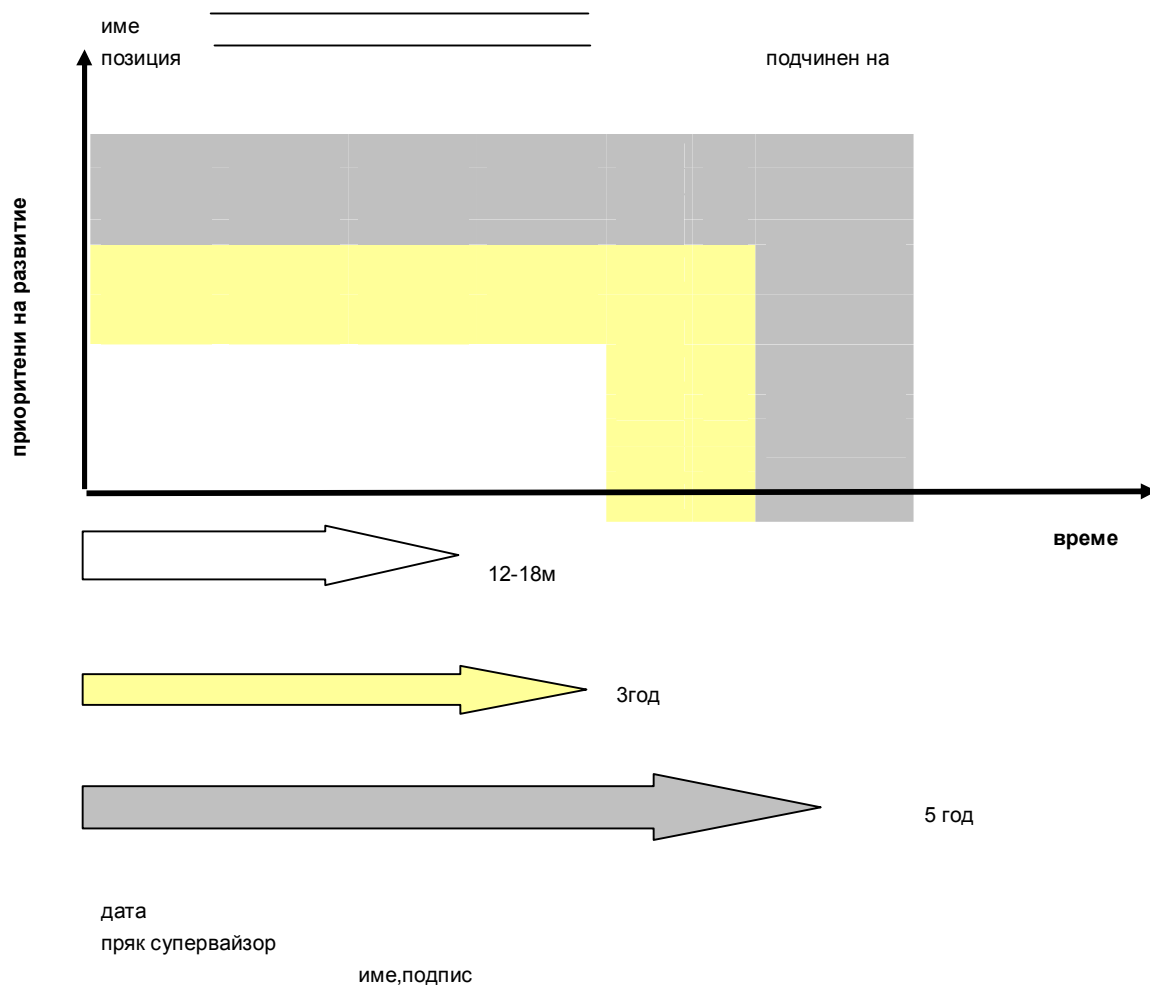 име
позиция подчинен на
приоритени на развитие
време
12-18м
3год
5 год
дата
пряк супервайзор
име,подпис